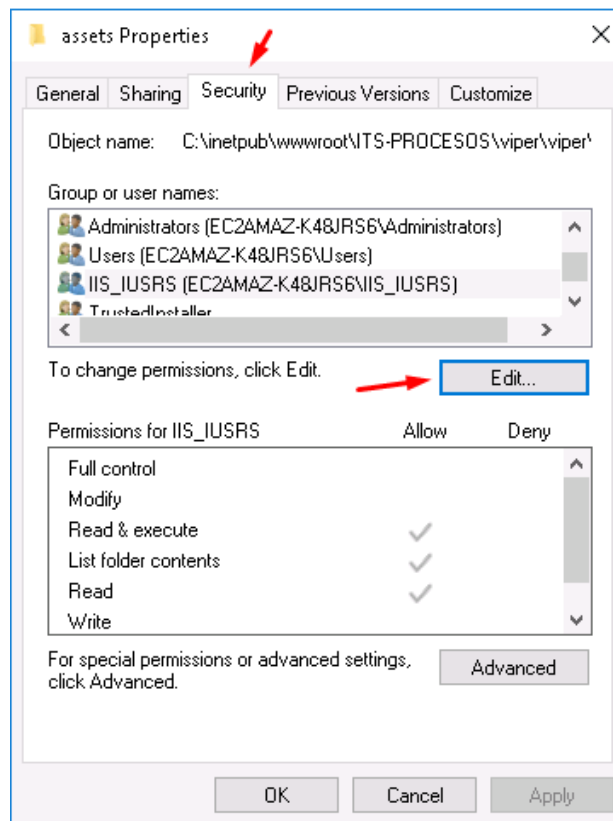 assets Properties
General Sharing Security Previous Versions Customize
Object name: C:\inetpub\wwwroot\ITS-PROCESOS\viper\viper\
Group or user names:
Administrators (EC2AMAZ-K48JRS6\Administrators)
Users (EC2AMAZ-K48JRS6\Users)
IIS_IUSRS (EC2AMAZ-K48JRS6\IIS_IUSRS)
TrustedInstaller
To change permissions, click Edit.
Edit...
Permissions for IIS_IUSRS Allow Deny
Full control
Modify
Read & execute
List folder contents
Read
Write
For special permissions or advanced settings,
click Advanced.
Advanced
OK Cancel Apply